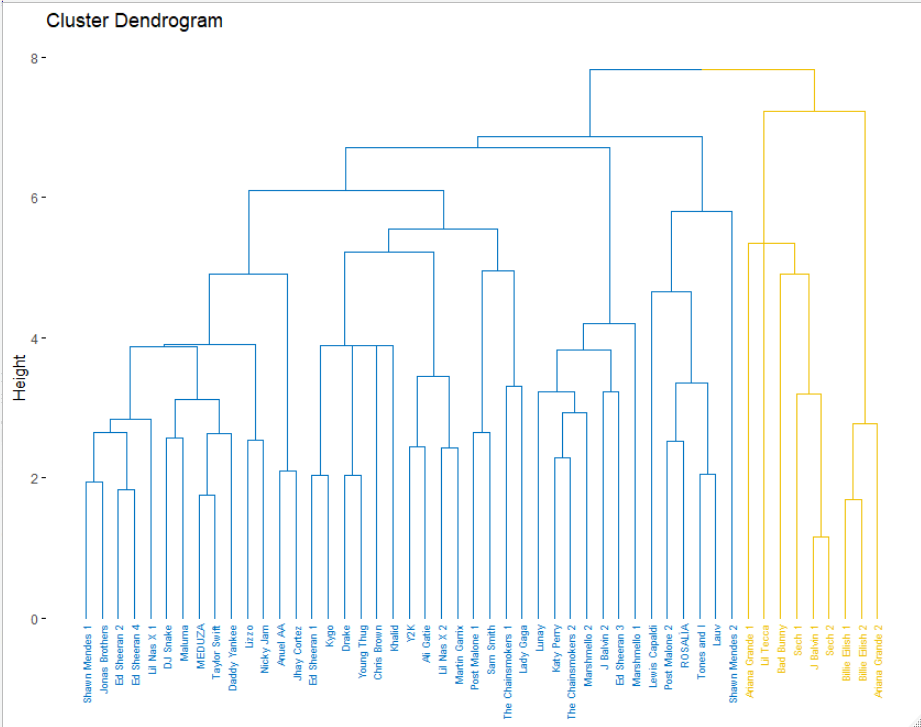 Cluster Dendrogram
Height
8
6
4
2
0
Shawn Mendes 1
Jonas Brothers
Ed Sheeran 2
Ed Sheeran 4
Lil Nas X 1
DJ Snake
Maluma
MEDUZA
Taylor Swift
Daddy Yankee
Lizzo
Nicky Jam
Anuel AA
Jhay Cortez
Ed Sheeran 1
Kygo
Drake
Young Thug
Chris Brown
Khalid
Y2K
Ali Gatie
Lil Nas X 2
Martin Garrix
Post Malone 1
Sam Smith
The Chainsmokers 1
Lady Gaga
Lunay
Katy Perry
The Chainsmokers 2
Marshmello 2
J Balvin 2
Ed Sheeran 3
Marshmello 1
Lewis Capaldi
Post Malone 2
ROSALÍA
Tones and I
Lauv
Shawn Mendes 2
Ariana Grande 1
Lil Tecca
Bad Bunny
Sech 1
J Balvin 1
Sech 2
Billie Eilish 1
Billie Eilish 2
Ariana Grande 2